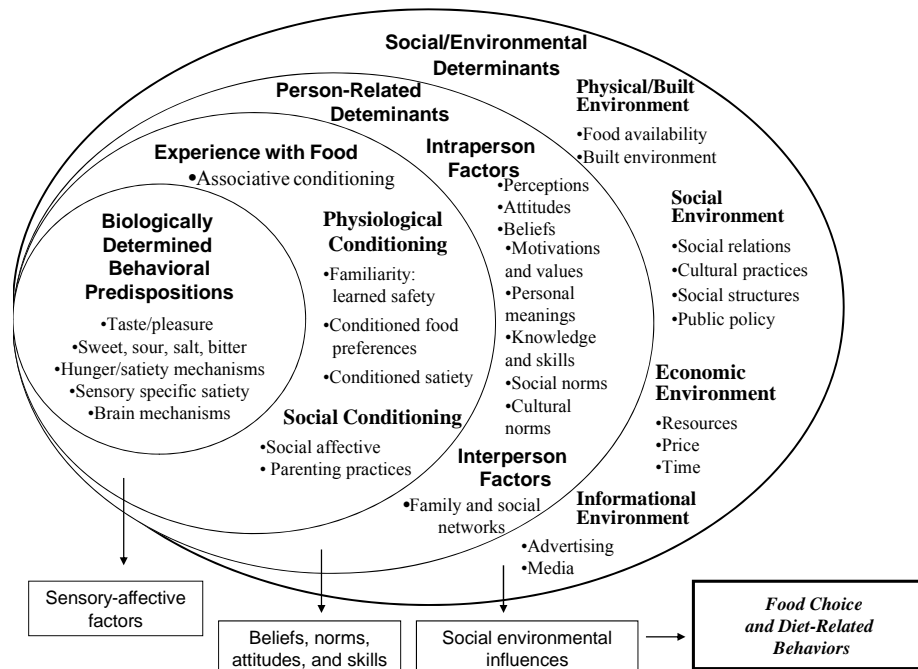 Social/Environmental
Determinants
Person-Related
Deteminants
Experience with Food
•Associative conditioning
Biologically
Determined
Behavioral
Predispositions
•Taste/pleasure
•Sweet, sour, salt, bitter
•Hunger/satiety mechanisms
•Sensory specific satiety
•Brain mechanisms
Physiological
Conditioning
•Familiarity:
learned safety
•Conditioned food
preferences
•Conditioned satiety
Social Conditioning
•Social affective
• Parenting practices
Intraperson
Factors
•Perceptions
•Attitudes
•Beliefs
•Motivations
and values
•Personal
meanings
•Knowledge
and skills
•Social norms
•Cultural
norms
Interperson
Factors
•Family and social
networks
Physical/Built
Environment
•Food availability
•Built environment
Social
Environment
•Social relations
•Cultural practices
•Social structures
•Public policy
Economic
Environment
•Resources
•Price
•Time
Informational
Environment
•Advertising
•Media
Sensory-affective
factors
Beliefs, norms,
attitudes, and skills
Social environmental
influences
Food Choice
and Diet-Related
Behaviors